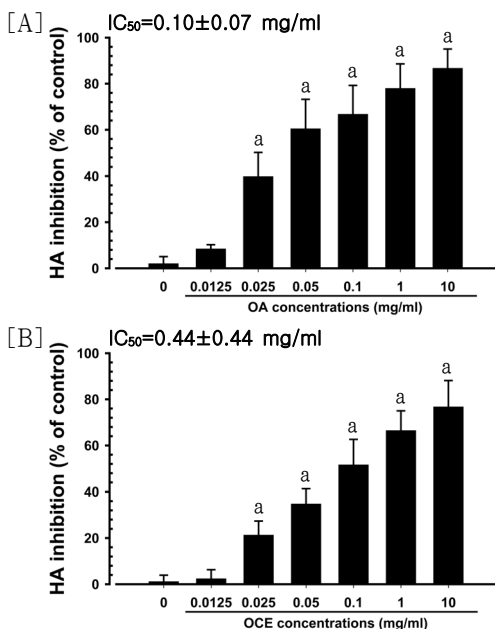 [A]
IC50=0.10±0.07 mg/ml
HA inhibition (% of control)
100
80
60
40
20
0
a a a a a
0 0.0125 0.025 0.05 0.1 1 10
OA concentrations (mg/ml)
[B]
IC50=0.44±0.44 mg/ml
HA inhibition (% of control)
100
80
60
40
20
0
a a a a a
0 0.0125 0.025 0.05 0.1 1 10
OCE concentrations (mg/ml)